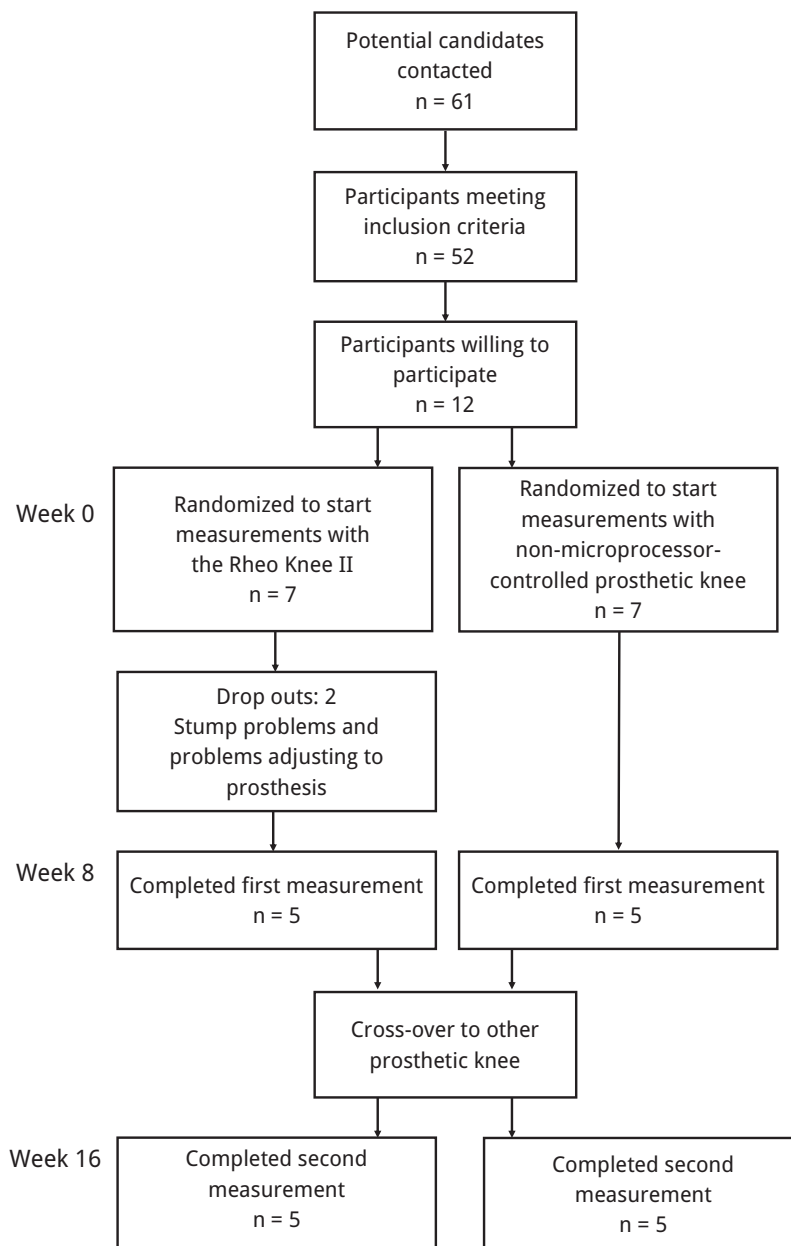 Potential candidates
contacted
n = 61
Participants meeting
inclusion criteria
n = 52
Participants willing to
participate
n = 12
Week 0
Randomized to start
measurements with
the Rheo Knee II
n = 7
Randomized to start
measurements with
non-microprocessor-
controlled prosthetic knee
n = 7
Drop outs: 2
Stump problems and
problems adjusting to
prosthesis
Week 8
Completed first measurement
n = 5
Completed first measurement
n = 5
Cross-over to other
prosthetic knee
Week 16
Completed second
measurement
n = 5
Completed second
measurement
n = 5